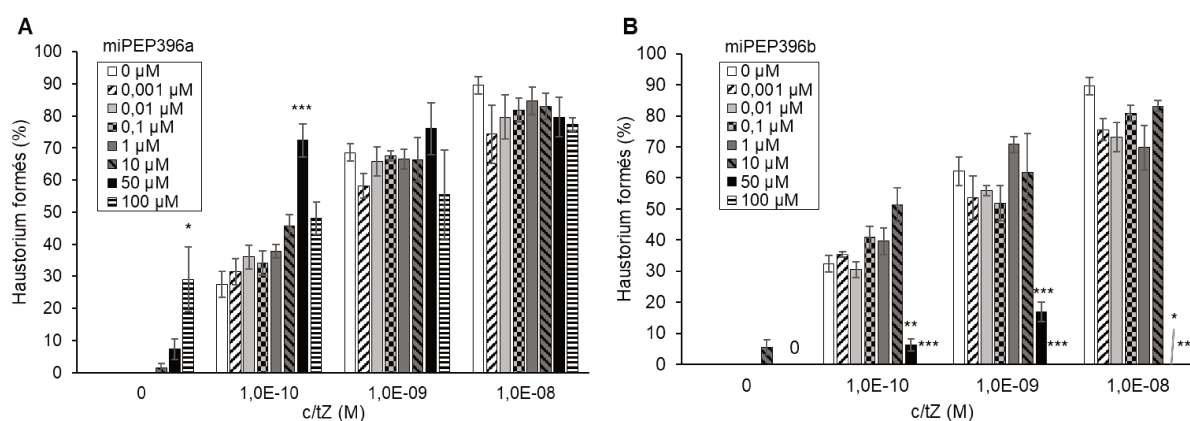 A
miPEP396a
0 µM
0,001 µM
0,01 µM
0,1 µM
1 µM
10 µM
50 µM
100 µM
Haustorium formés (%)
100
90
80
70
60
50
40
30
20
10
0
*
***
0
1,0E-10
1,0E-09
1,0E-08
c/tZ (M)
B
miPEP396b
0 µM
0,001 µM
0,01 µM
0,1 µM
1 µM
10 µM
50 µM
100 µM
Haustorium formés (%)
100
90
80
70
60
50
40
30
20
10
0
0
**
***
***
***
*
**
0
1,0E-10
1,0E-09
1,0E-08
c/tZ (M)